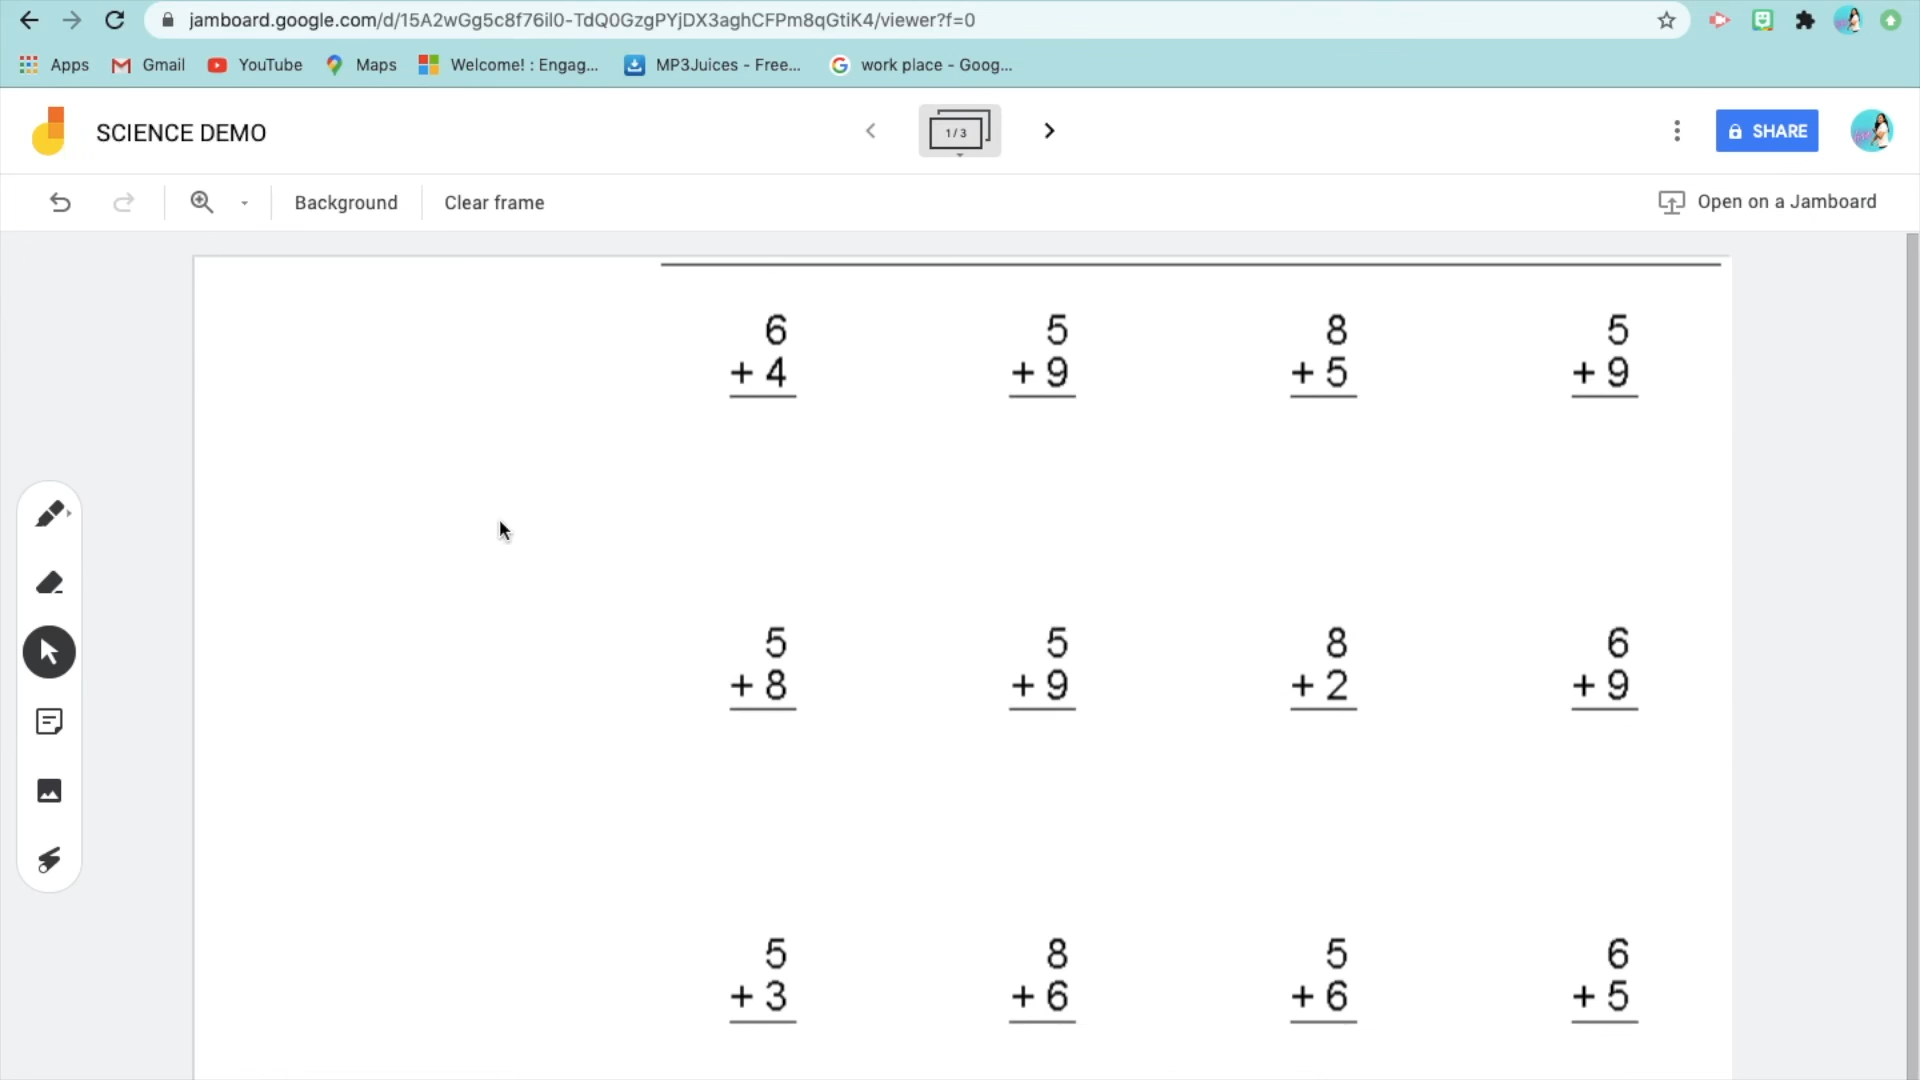 jamboard.google.com/d/15A2wGg5c8f76il0-TdQ0GzgPYjDX3aghCFPm8qGtiK4/viewer?f=0
Apps Gmail YouTube Maps Welcome! : Engag... MP3Juices - Free... work place - Goog...
SCIENCE DEMO 1/3 SHARE
Background Clear frame Open on a Jamboard
6 5 8 5
+ 4 + 9 + 5 + 9
5 5 8 6
+ 8 + 9 + 2 + 9
5 8 5 6
+ 3 + 6 + 6 + 5